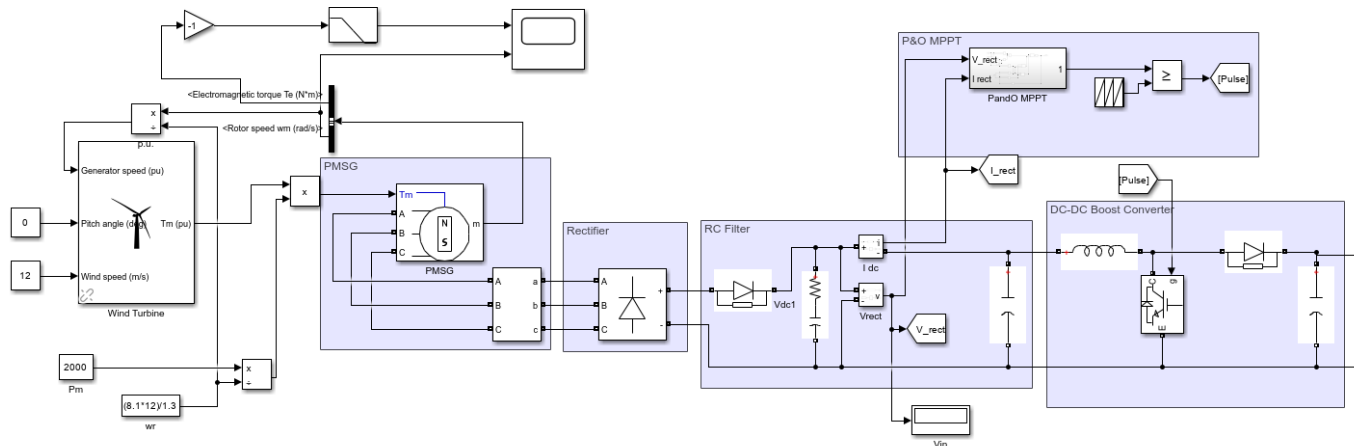 -1
P&O MPPT
V_rect
I rect
1
PandO MPPT
≥
[Pulse]
<Electromagnetic torque Te (N*m)>
<Rotor speed wm (rad/s)>
x
÷
p.u.
Generator speed (pu)
Pitch angle (deg)
Tm (pu)
Wind speed (m/s)
Wind Turbine
0
12
x
PMSG
Tm
A
B
C
N
S
m
PMSG
A
B
C
a
b
c
Rectifier
A
B
C
+
-
RC Filter
Vdc1
+
-
i
I dc
+
-
v
Vrect
I_rect
V_rect
Vin
[Pulse]
DC-DC Boost Converter
C
g
E
2000
Pm
x
÷
(8.1*12)/1.3
wr